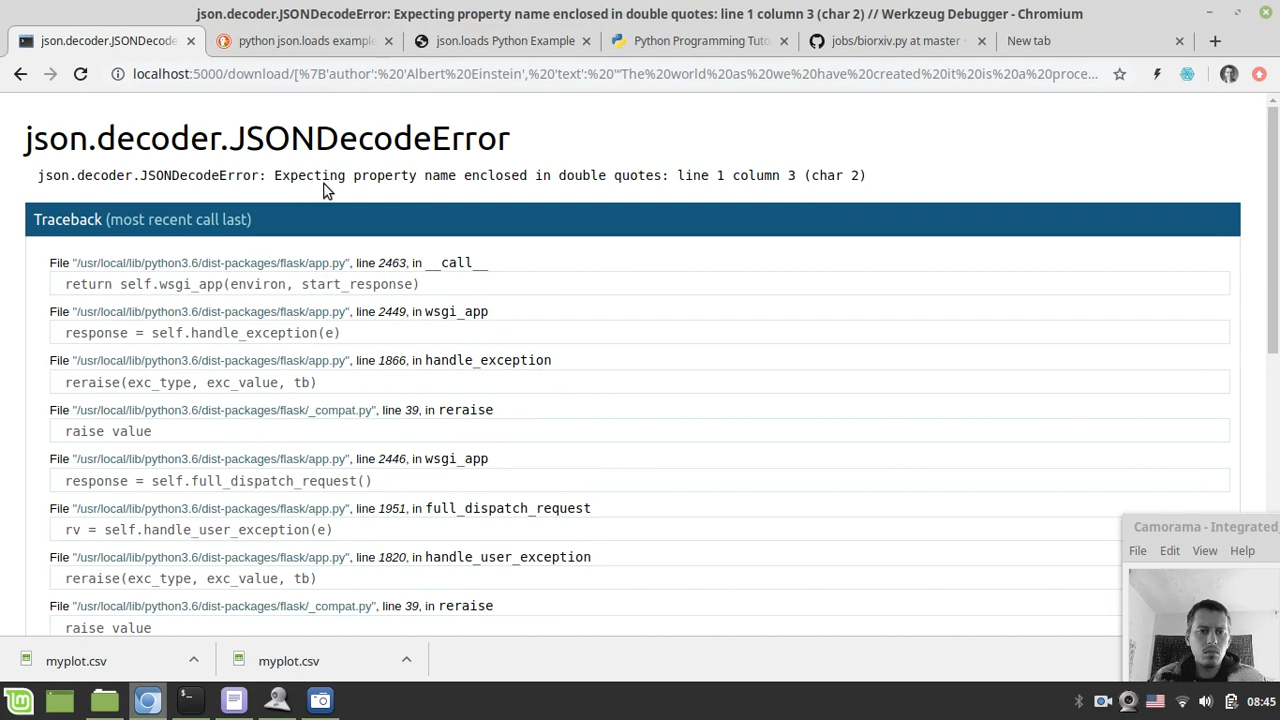 json.decoder.JSONDecodeError: Expecting property name enclosed in double quotes: line 1 column 3 (char 2) // Werkzeug Debugger - Chromium
json.decoder.JSONDecode
python json.loads example
json.loads Python Example
Python Programming Tuto
jobs/biorxiv.py at master
New tab
localhost:5000/download/[%7B'author':%20'Albert%20Einstein',%20'text':%20'"The%20world%20as%20we%20have%20created%20it%20is%20a%20proce...
json.decoder.JSONDecodeError
json.decoder.JSONDecodeError: Expecting property name enclosed in double quotes: line 1 column 3 (char 2)
Traceback (most recent call last)
File "/usr/local/lib/python3.6/dist-packages/flask/app.py", line 2463, in __call__
return self.wsgi_app(environ, start_response)
File "/usr/local/lib/python3.6/dist-packages/flask/app.py", line 2449, in wsgi_app
response = self.handle_exception(e)
File "/usr/local/lib/python3.6/dist-packages/flask/app.py", line 1866, in handle_exception
reraise(exc_type, exc_value, tb)
File "/usr/local/lib/python3.6/dist-packages/flask/_compat.py", line 39, in reraise
raise value
File "/usr/local/lib/python3.6/dist-packages/flask/app.py", line 2446, in wsgi_app
response = self.full_dispatch_request()
File "/usr/local/lib/python3.6/dist-packages/flask/app.py", line 1951, in full_dispatch_request
rv = self.handle_user_exception(e)
File "/usr/local/lib/python3.6/dist-packages/flask/app.py", line 1820, in handle_user_exception
reraise(exc_type, exc_value, tb)
File "/usr/local/lib/python3.6/dist-packages/flask/_compat.py", line 39, in reraise
raise value
Camorama - Integrated_
File Edit View Help
myplot.csv
myplot.csv
08:45